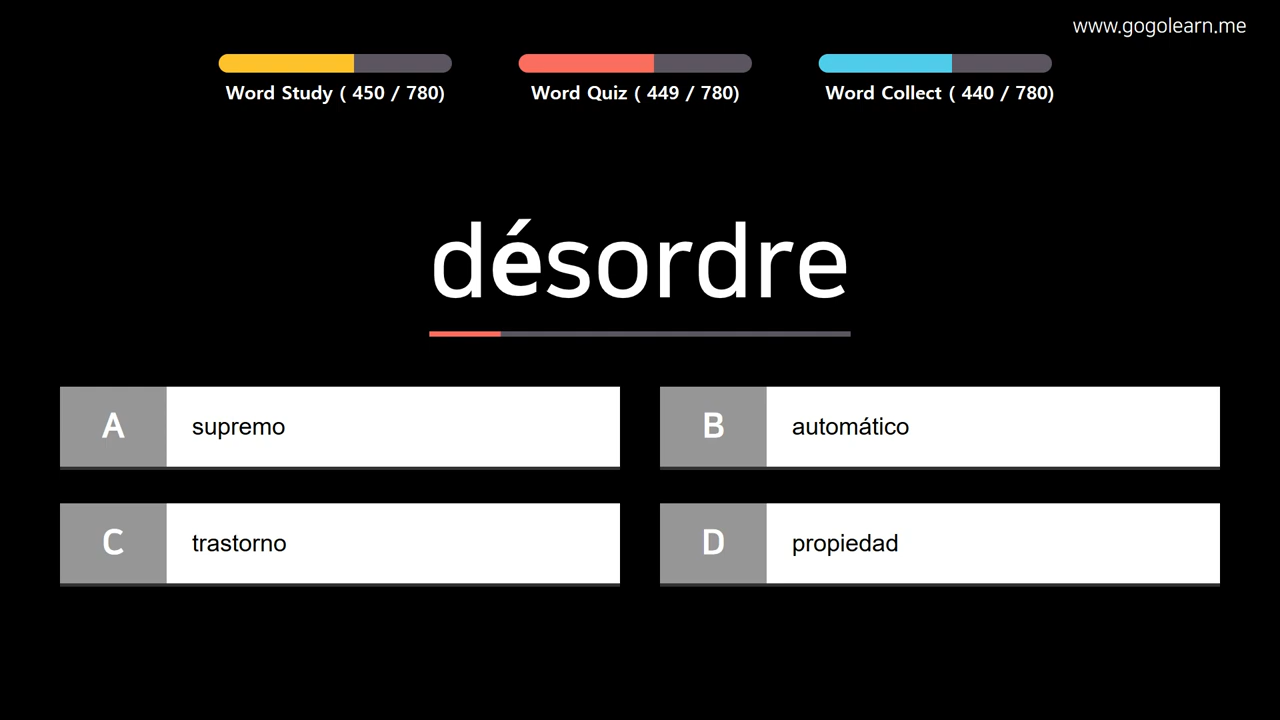 www.gogolearn.me
Word Study ( 450 / 780)
Word Quiz ( 449 / 780)
Word Collect ( 440 / 780)
désordre
A supremo
B automático
C trastorno
D propiedad